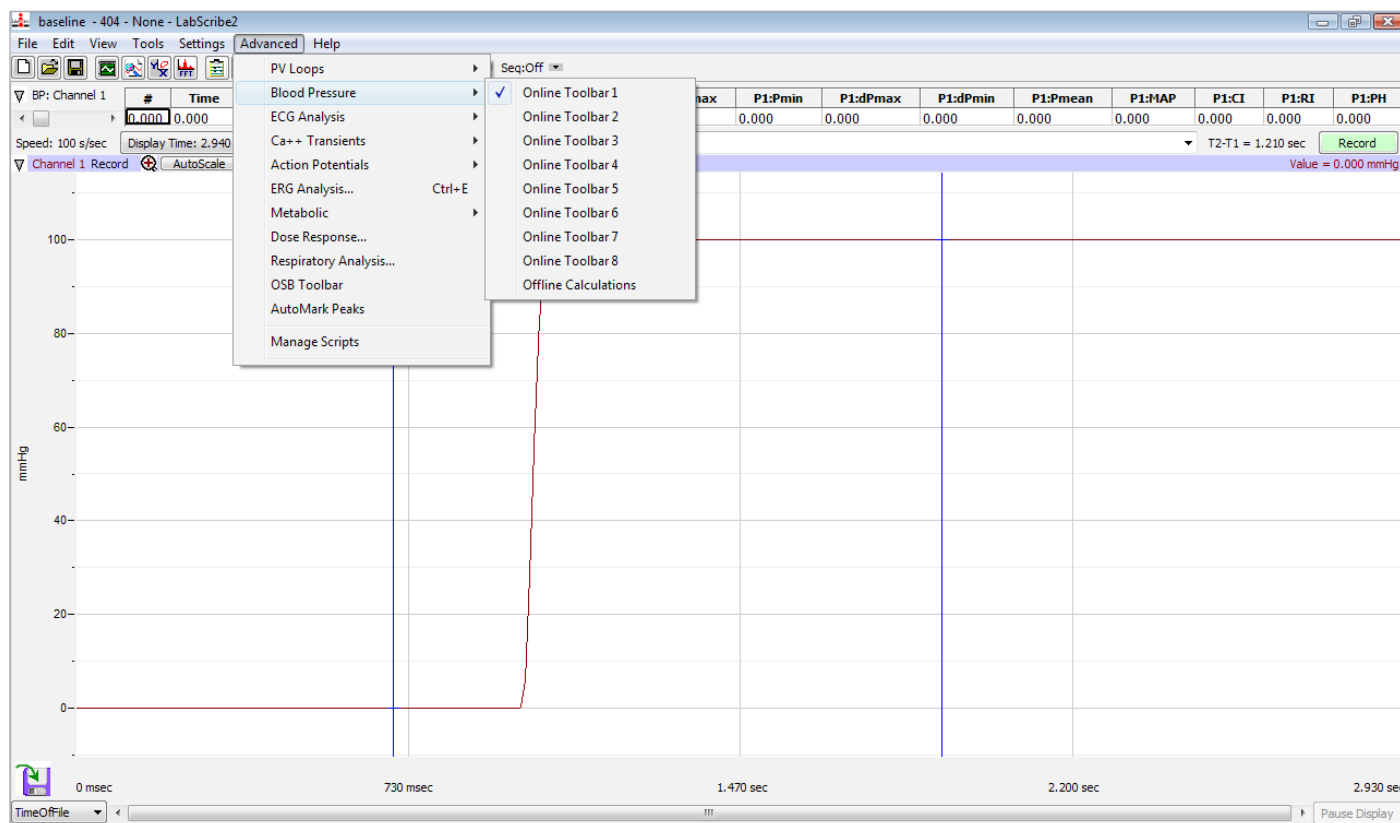 baseline - 404 - None - LabScribe2
File Edit View Tools Settings Advanced Help
Seq:Off
BP: Channel 1 # Time max P1:Pmin P1:dPmax P1:dPmin P1:Pmean P1:MAP P1:CI P1:RI P1:PH
0.000 0.000 0.000 0.000 0.000 0.000 0.000 0.000 0.000 0.000
Speed: 100 s/sec Display Time: 2.940 T2-T1 = 1.210 sec Record
Channel 1 Record AutoScale Value = 0.000 mmHg
PV Loops
Blood Pressure
ECG Analysis
Ca++ Transients
Action Potentials
ERG Analysis... Ctrl+E
Metabolic
Dose Response...
Respiratory Analysis...
OSB Toolbar
AutoMark Peaks
Manage Scripts
Online Toolbar 1
Online Toolbar 2
Online Toolbar 3
Online Toolbar 4
Online Toolbar 5
Online Toolbar 6
Online Toolbar 7
Online Toolbar 8
Offline Calculations
100
80
60
mmHg
40
20
0
0 msec 730 msec 1.470 sec 2.200 sec 2.930 se
TimeOfFile Pause Display